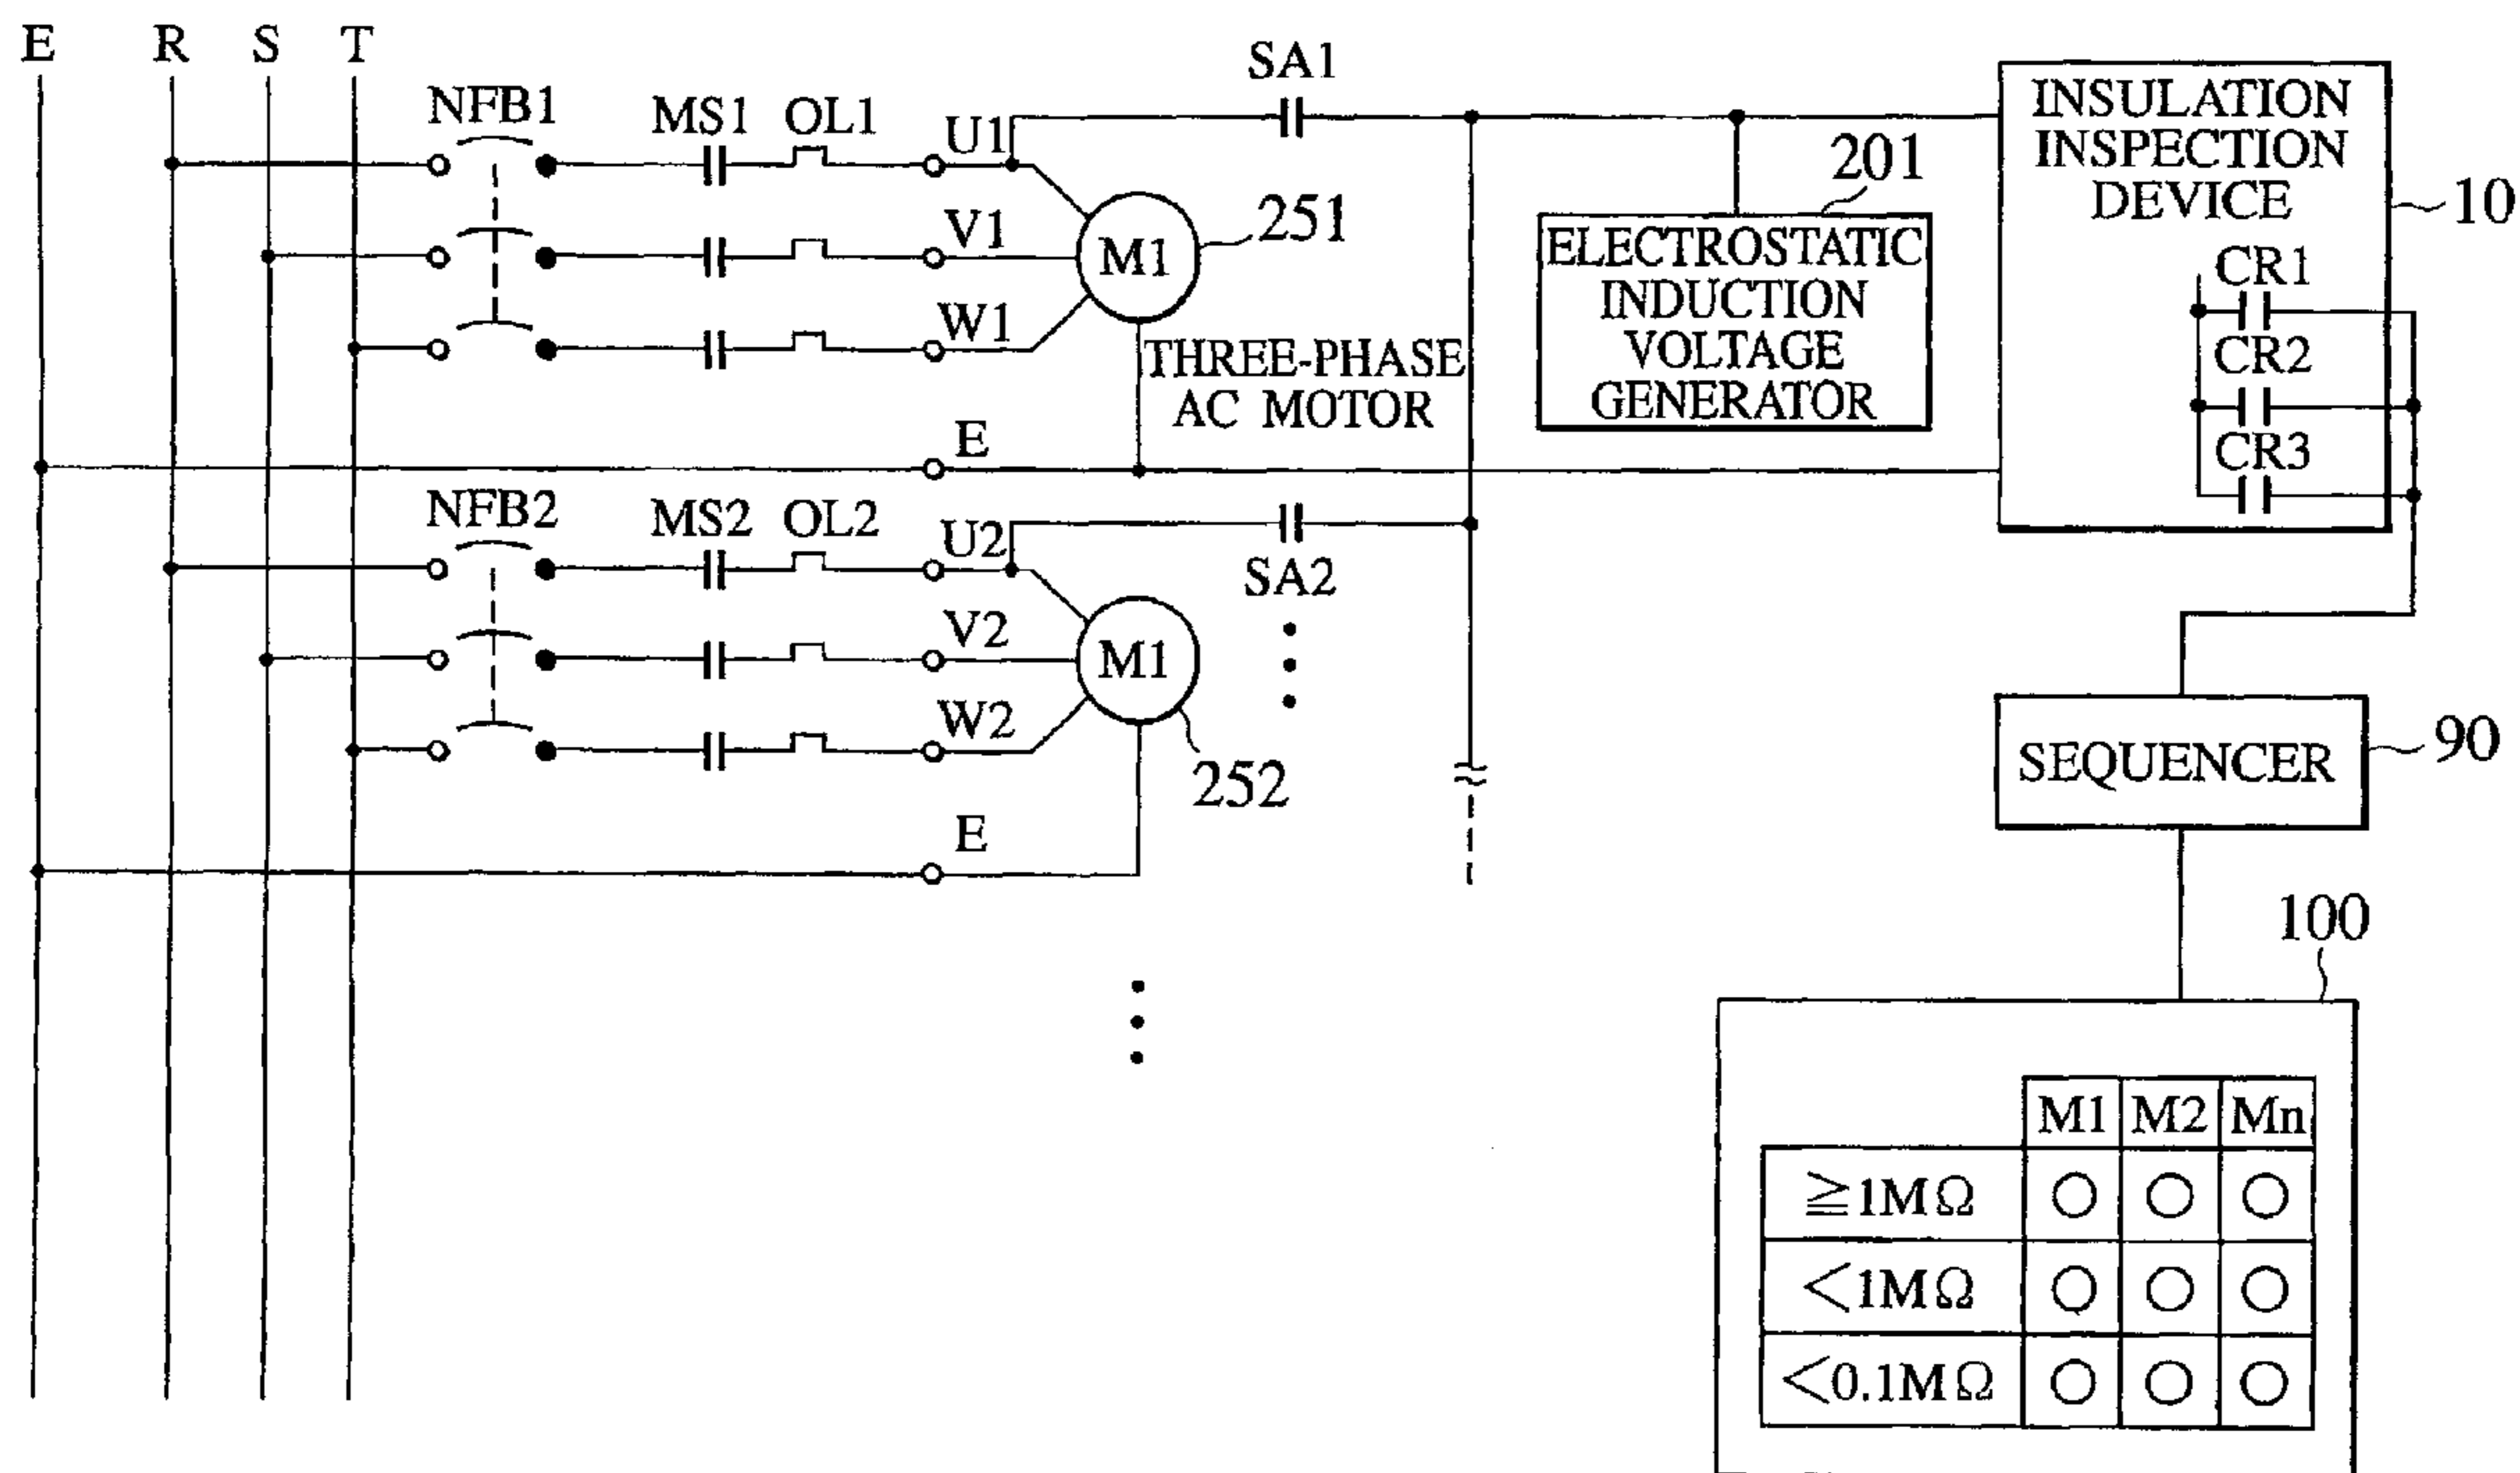 E R S T
NFB1
MS1 OL1
U1
V1
W1
SA1
M1
251
THREE-PHASE
AC MOTOR
E
201
ELECTROSTATIC
INDUCTION
VOLTAGE
GENERATOR
INSULATION
INSPECTION
DEVICE
10
CR1
CR2
CR3
NFB2
MS2 OL2
U2
V2
W2
SA2
M1
252
E
SEQUENCER
90
100
M1 M2 Mn
≧1MΩ ○ ○ ○
<1MΩ ○ ○ ○
<0.1MΩ ○ ○ ○